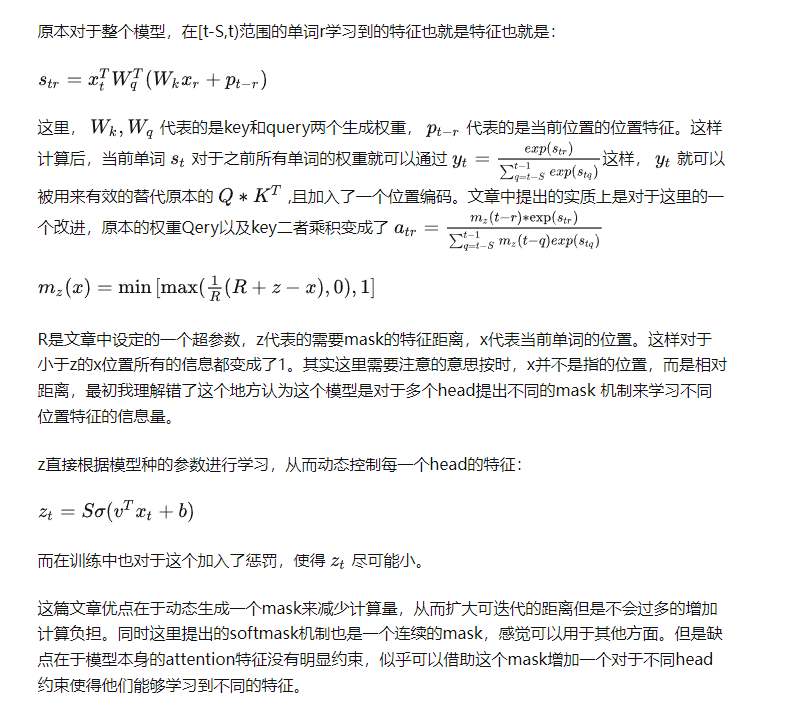 原本对于整个模型，在[t-S,t)范围的单词r学习到的特征也就是特征也就是：
$s_{tr} = x_t^T W_q^T (W_k x_r + p_{t-r})$
这里， $W_k, W_q$ 代表的是key和query两个生成权重， $p_{t-r}$ 代表的是当前位置的位置特征。这样
计算后，当前单词 $s_t$ 对于之前所有单词的权重就可以通过 $y_t = \frac{exp(s_{tr})}{\sum_{q=t-S}^{t-1} exp(s_{tq})}$ 这样， $y_t$ 就可以
被用来有效的替代原本的 $Q * K^T$ ,且加入了一个位置编码。文章中提出的实质上是对于这里的一
个改进，原本的权重Qery以及key二者乘积变成了 $a_{tr} = \frac{m_z(t-r)*\exp(s_{tr})}{\sum_{q=t-S}^{t-1} m_z(t-q)exp(s_{tq})}$
$m_z(x) = \min[\max(\frac{1}{R}(R + z - x), 0), 1]$
R是文章中设定的一个超参数，z代表的需要mask的特征距离，x代表当前单词的位置。这样对于
小于z的x位置所有的信息都变成了1。其实这里需要注意的意思按时，x并不是指的位置，而是相对
距离，最初我理解错了这个地方认为这个模型是对于多个head提出不同的mask 机制来学习不同
位置特征的信息量。
z直接根据模型种的参数进行学习，从而动态控制每一个head的特征：
$z_t = S\sigma(v^T x_t + b)$
而在训练中也对于这个加入了惩罚，使得 $z_t$ 尽可能小。
这篇文章优点在于动态生成一个mask来减少计算量，从而扩大可迭代的距离但是不会过多的增加
计算负担。同时这里提出的softmask机制也是一个连续的mask，感觉可以用于其他方面。但是缺
点在于模型本身的attention特征没有明显约束，似乎可以借助这个mask增加一个对于不同head
约束使得他们能够学习到不同的特征。